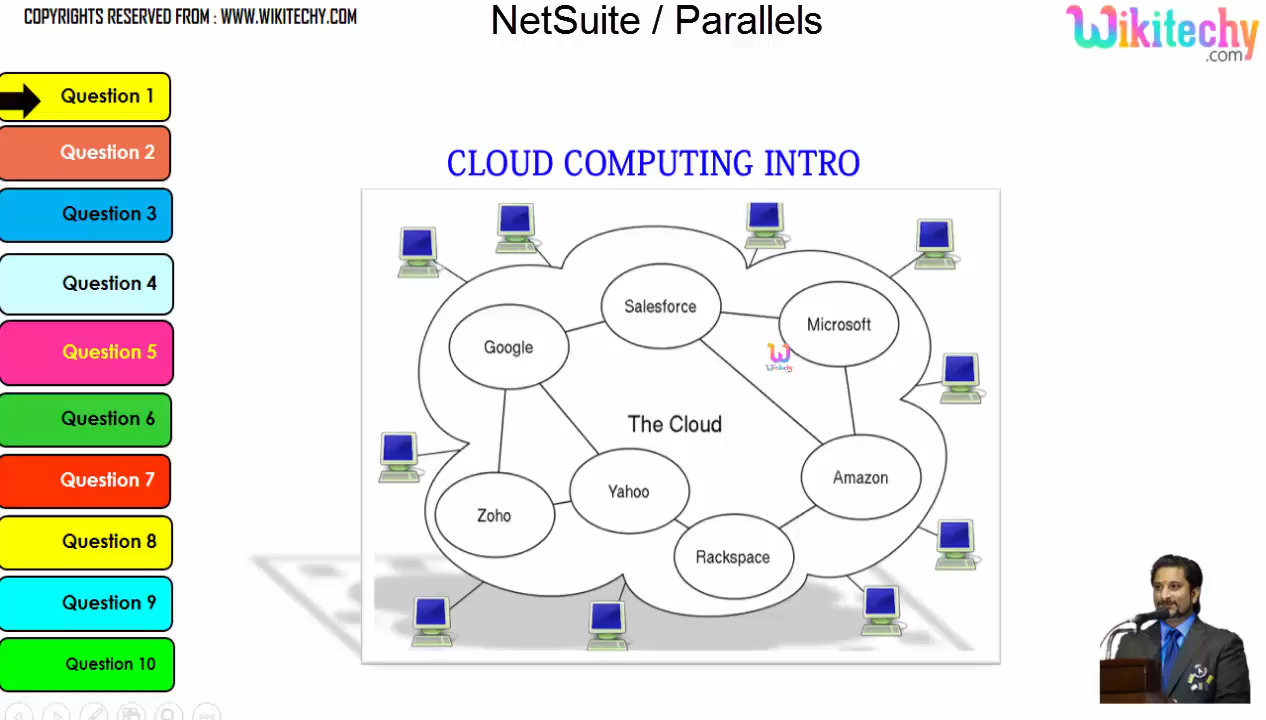 COPYRIGHTS RESERVED FROM : WWW.WIKITECHY.COM
NetSuite / Parallels
Wikitechy
.com
Question 1
Question 2
Question 3
Question 4
Question 5
Question 6
Question 7
Question 8
Question 9
Question 10
CLOUD COMPUTING INTRO
Salesforce
Microsoft
Google
Wikitechy
The Cloud
Amazon
Yahoo
Zoho
Rackspace